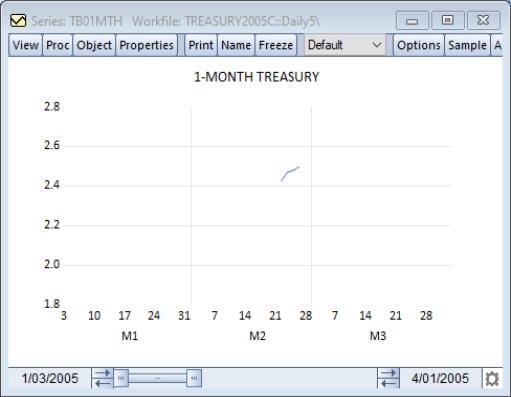 Series: TB01MTH   Workfile: TREASURY2005C::Daily5\
View Proc Object Properties Print Name Freeze Default Options Sample A
1-MONTH TREASURY
2.8
2.6
2.4
2.2
2.0
1.8
3 10 17 24 31 7 14 21 28 7 14 21 28
M1 M2 M3
1/03/2005 4/01/2005